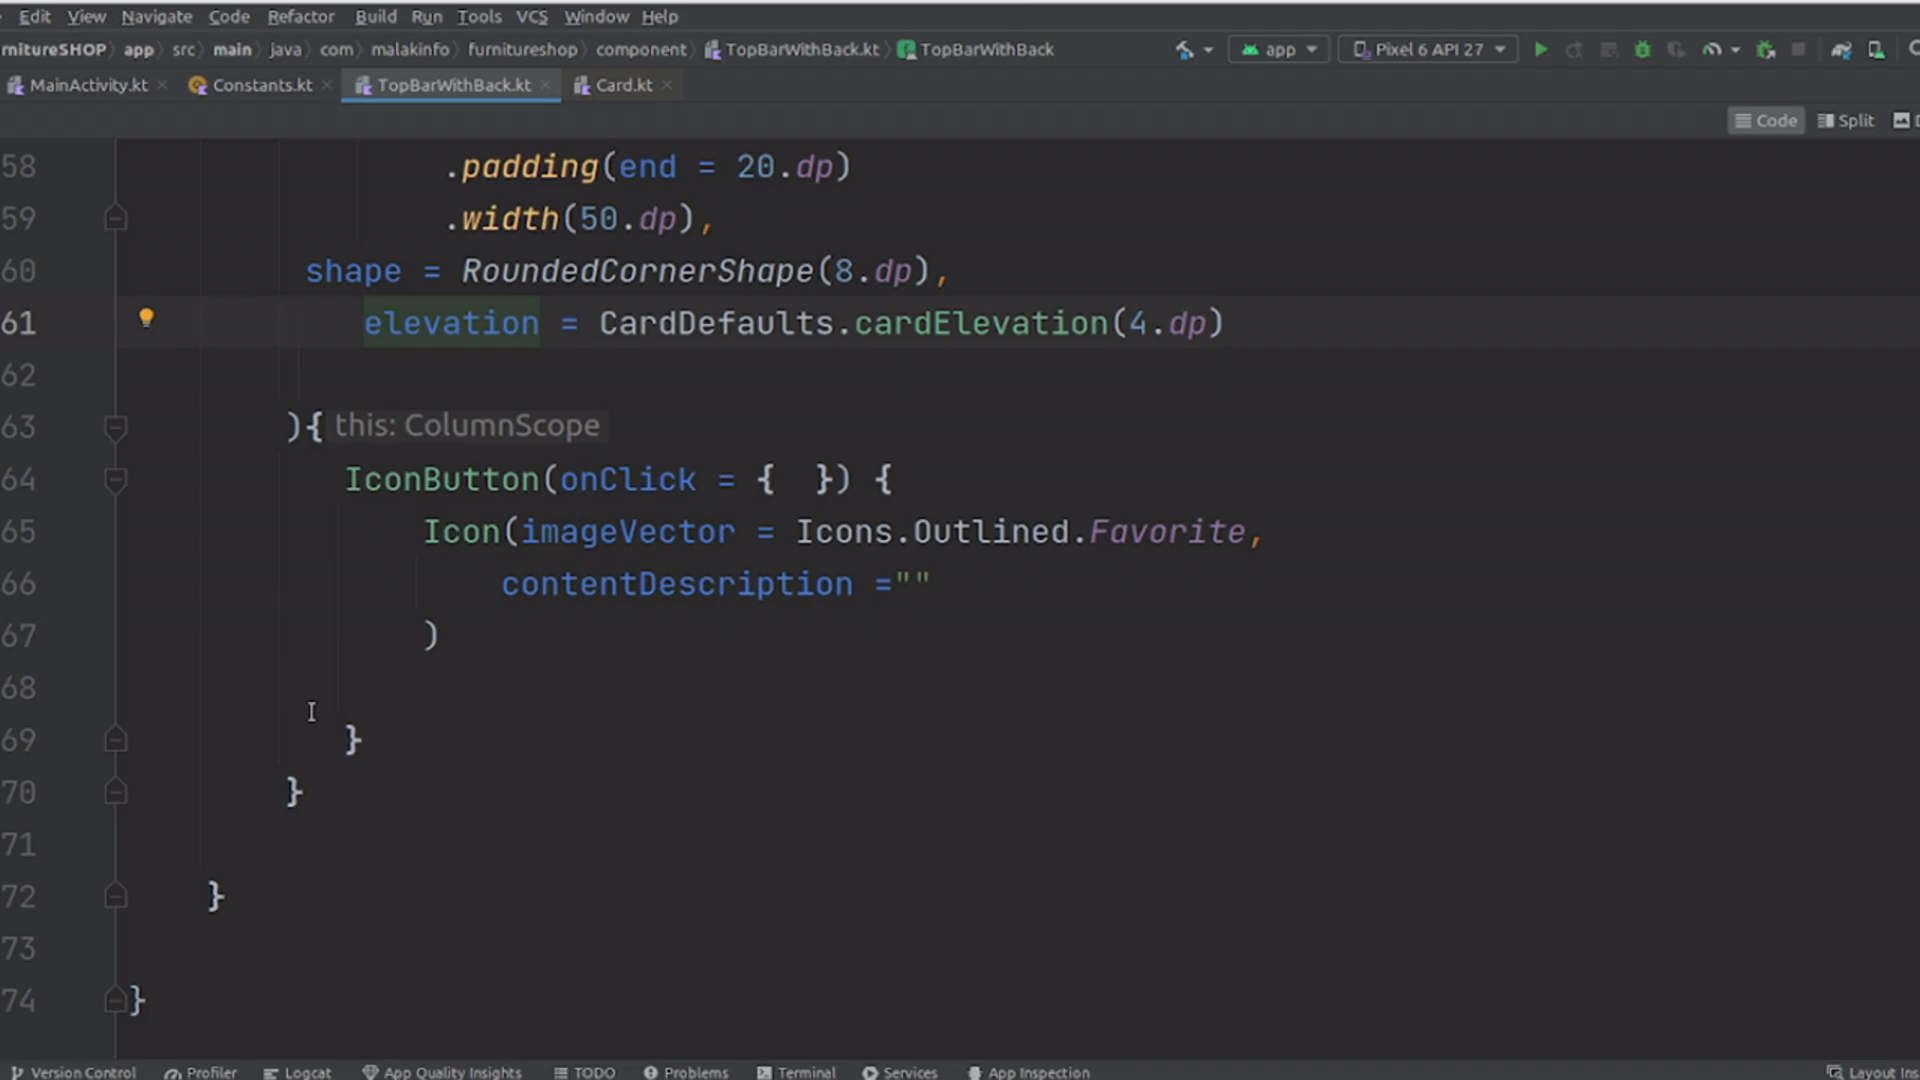 Edit View Navigate Code Refactor Build Run Tools VCS Window Help
rnitureSHOP app src main java com malakinfo furnitureshop component TopBarWithBack.kt TopBarWithBack app Pixel 6 API 27
MainActivity.kt Constants.kt TopBarWithBack.kt Card.kt
Code Split
58 .padding(end = 20.dp)
59 .width(50.dp),
60 shape = RoundedCornerShape(8.dp),
61 elevation = CardDefaults.cardElevation(4.dp)
62
63 ){ this: ColumnScope
64 IconButton(onClick = {  }) {
65 Icon(imageVector = Icons.Outlined.Favorite,
66 contentDescription =""
67 )
68
69 }
70 }
71
72 }
73
74 }
Version Control Profiler Logcat App Quality Insights TODO Problems Terminal Services App Inspection Layout Ins